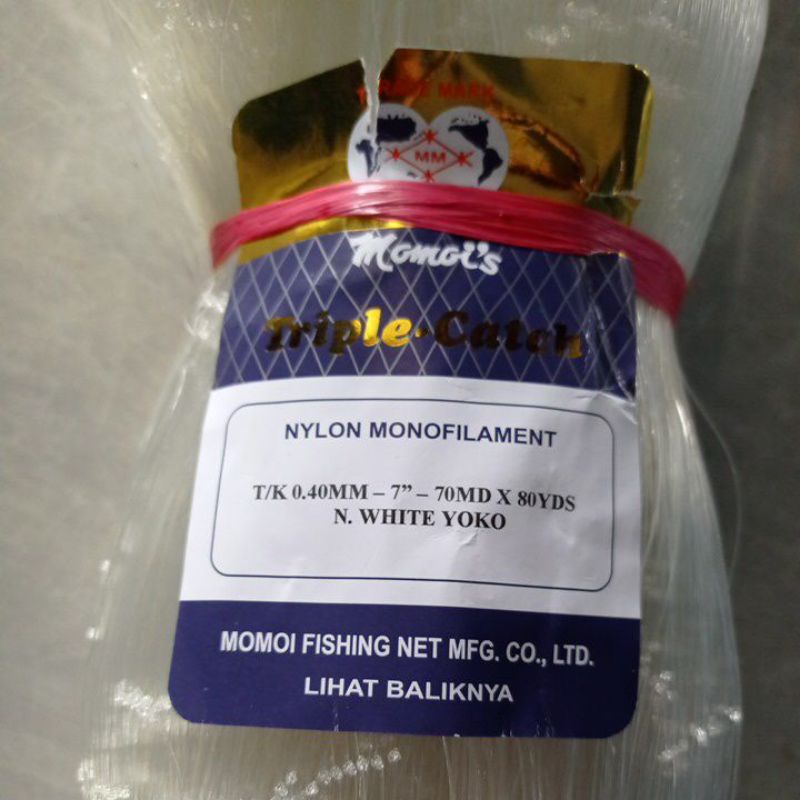 TRADE MARK
MM
Momoi's
Triple-Catch
NYLON MONOFILAMENT
T/K 0.40MM – 7” – 70MD X 80YDS
N. WHITE YOKO
MOMOI FISHING NET MFG. CO., LTD.
LIHAT BALIKNYA